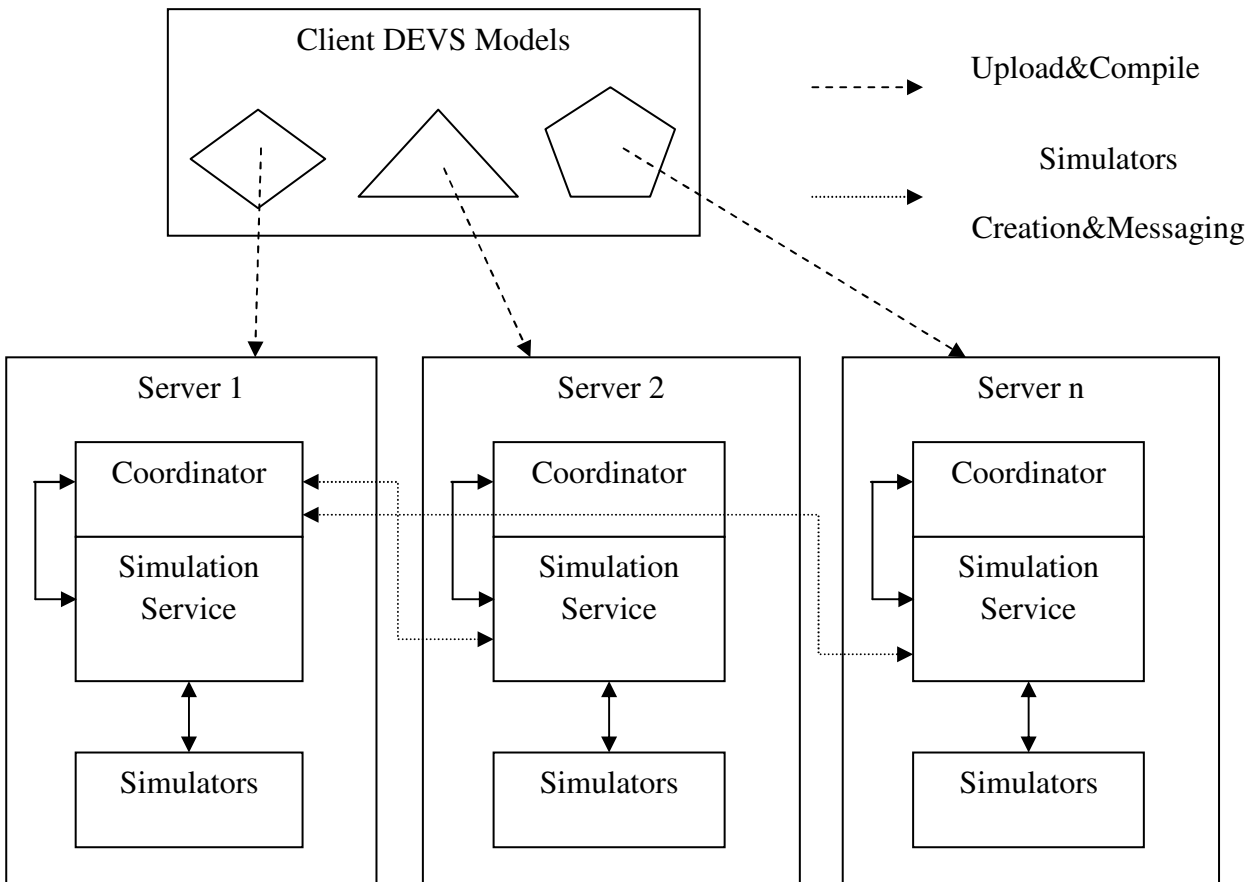 Client DEVS Models
Upload&Compile
Simulators
Creation&Messaging
Server 1
Server 2
Server n
Coordinator
Coordinator
Coordinator
Simulation
Service
Simulation
Service
Simulation
Service
Simulators
Simulators
Simulators